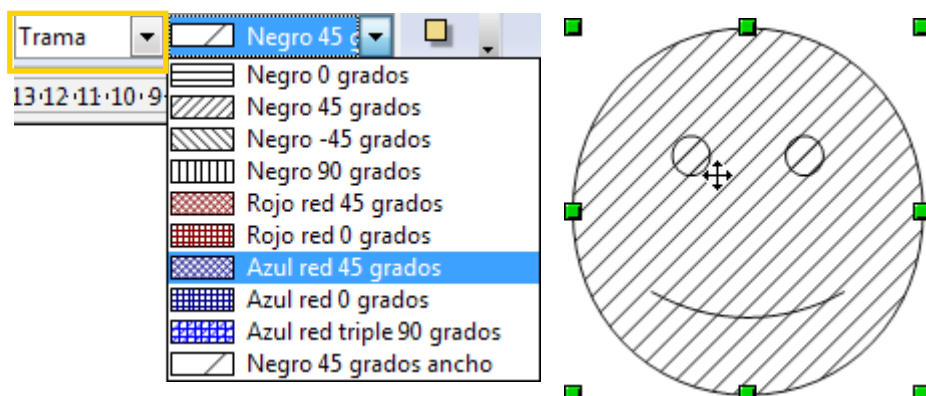 Trama
Negro 45 g
13·12·11·10·9·
Negro 0 grados
Negro 45 grados
Negro -45 grados
Negro 90 grados
Rojo red 45 grados
Rojo red 0 grados
Azul red 45 grados
Azul red 0 grados
Azul red triple 90 grados
Negro 45 grados ancho